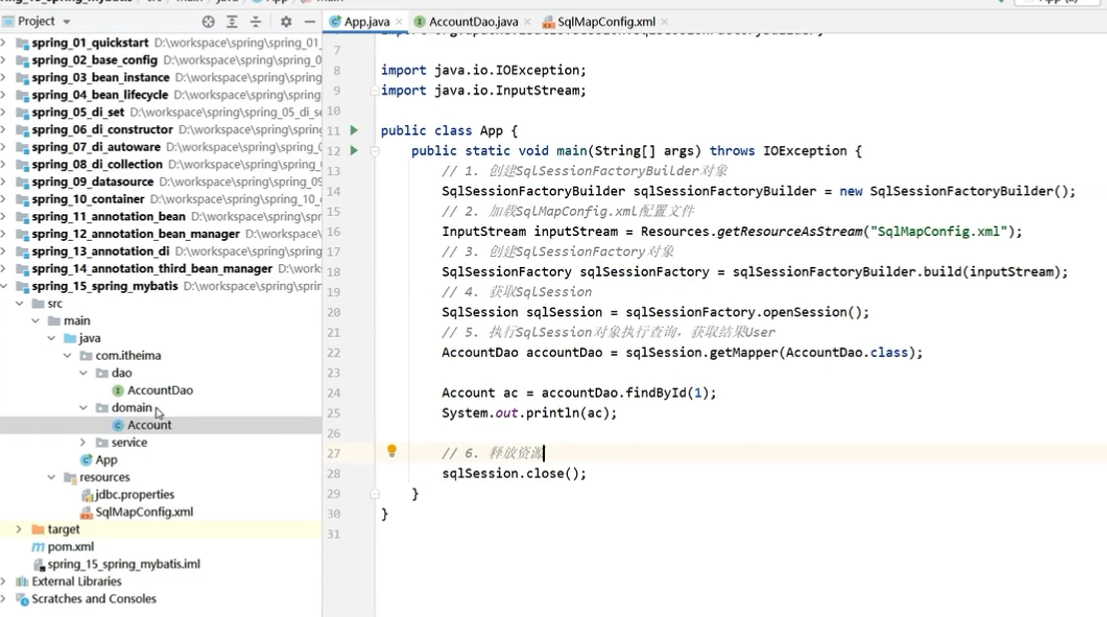 Project
spring_01_quickstart D:\workspace\spring\spring_01_
spring_02_base_config D:\workspace\spring\spring_0
spring_03_bean_instance D:\workspace\spring\spring
spring_04_bean_lifecycle D:\workspace\spring\spring
spring_05_di_set D:\workspace\spring\spring_05_di_se
spring_06_di_constructor D:\workspace\spring\spring
spring_07_di_autoware D:\workspace\spring\spring_0
spring_08_di_collection D:\workspace\spring\spring_
spring_09_datasource D:\workspace\spring\spring_09
spring_10_container D:\workspace\spring\spring_10_
spring_11_annotation_bean D:\workspace\spring\spr
spring_12_annotation_bean_manager D:\workspace
spring_13_annotation_di D:\workspace\spring\spring
spring_14_annotation_third_bean_manager D:\works
spring_15_spring_mybatis D:\workspace\spring\sprin
src
main
java
com.itheima
dao
AccountDao
domain
Account
service
App
resources
jdbc.properties
SqlMapConfig.xml
target
pom.xml
spring_15_spring_mybatis.iml
External Libraries
Scratches and Consoles
App.java AccountDao.java SqlMapConfig.xml
7
8 import java.io.IOException;
9 import java.io.InputStream;
10
11 public class App {
12 public static void main(String[] args) throws IOException {
13 // 1. 创建SqlSessionFactoryBuilder对象
14 SqlSessionFactoryBuilder sqlSessionFactoryBuilder = new SqlSessionFactoryBuilder();
15 // 2. 加载SqlMapConfig.xml配置文件
16 InputStream inputStream = Resources.getResourceAsStream("SqlMapConfig.xml");
17 // 3. 创建SqlSessionFactory对象
18 SqlSessionFactory sqlSessionFactory = sqlSessionFactoryBuilder.build(inputStream);
19 // 4. 获取SqlSession
20 SqlSession sqlSession = sqlSessionFactory.openSession();
21 // 5. 执行SqlSession对象执行查询，获取结果User
22 AccountDao accountDao = sqlSession.getMapper(AccountDao.class);
23
24 Account ac = accountDao.findById(1);
25 System.out.println(ac);
26
27 // 6. 释放资源
28 sqlSession.close();
29 }
30 }
31